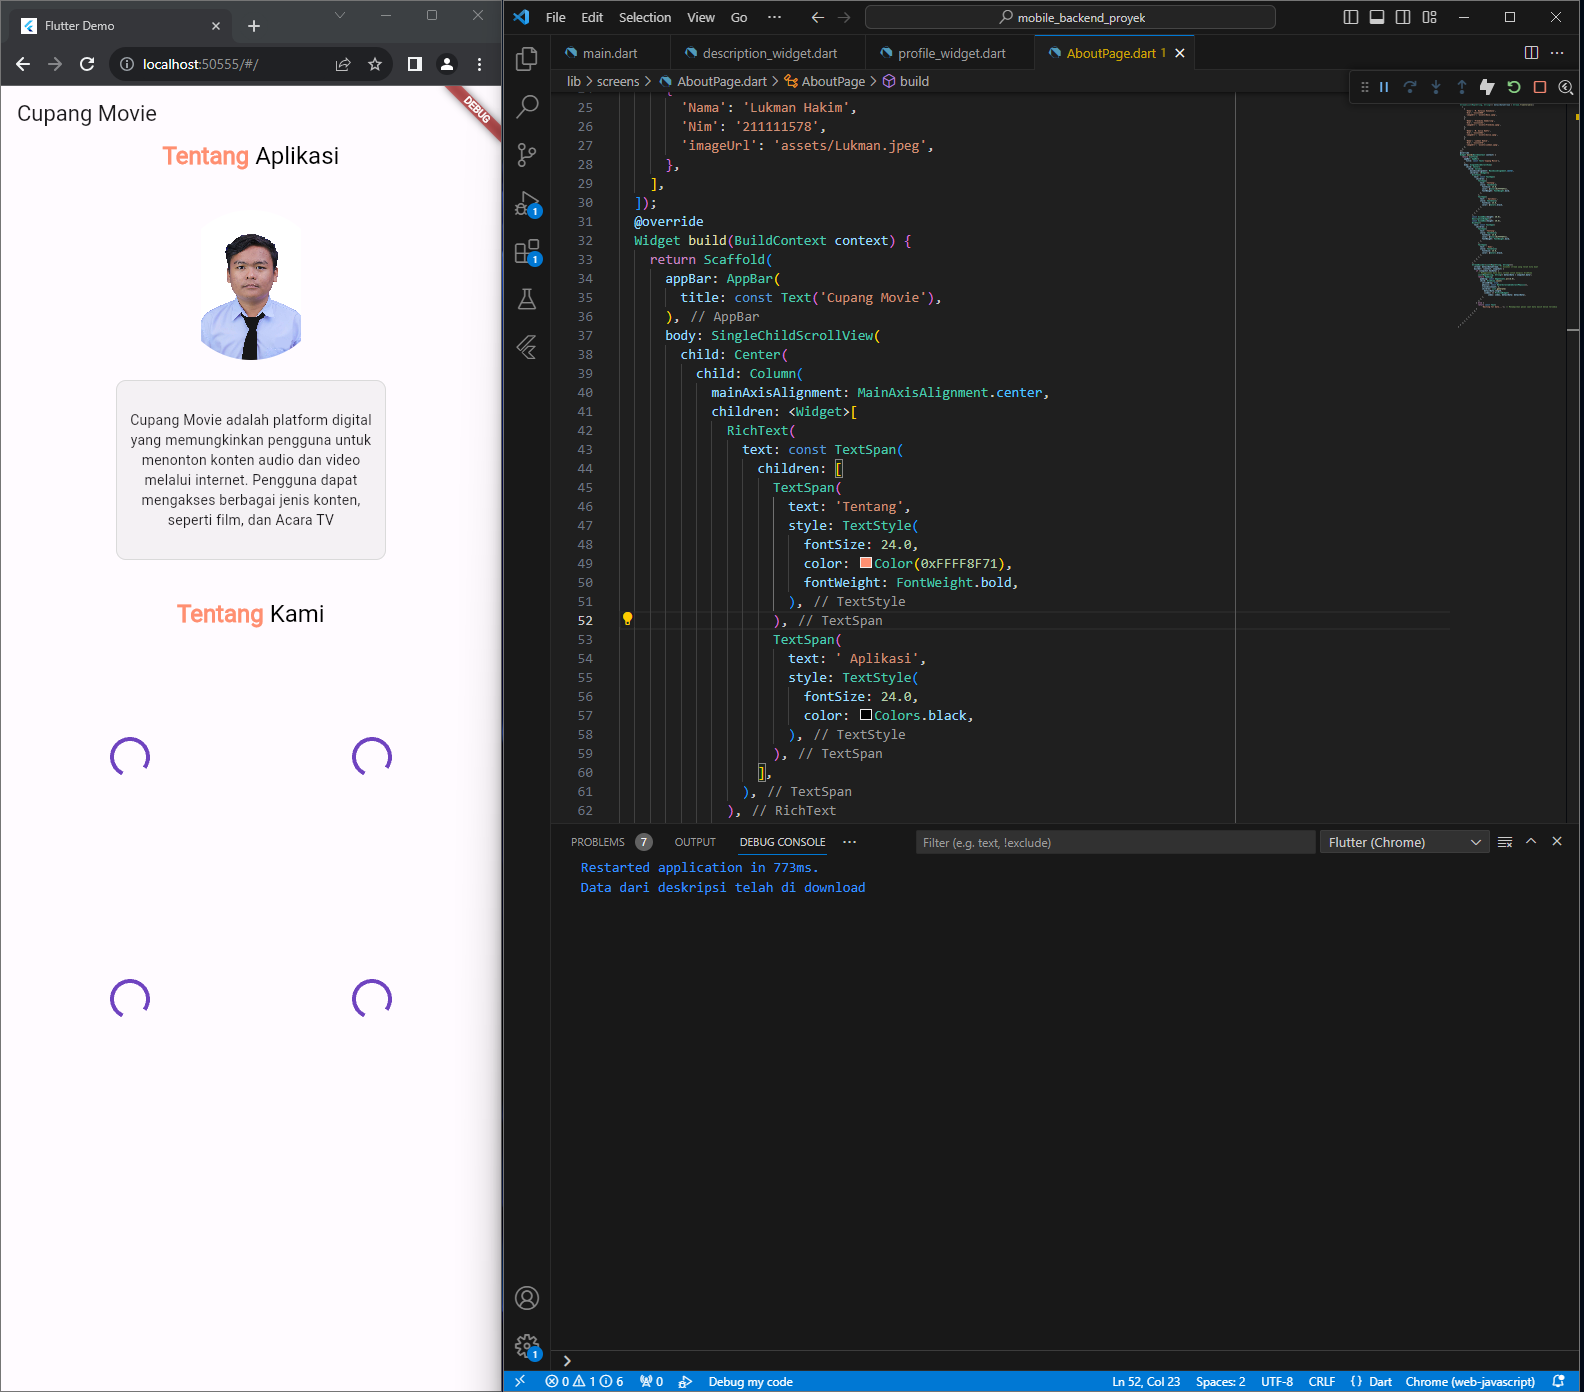 Flutter Demo
localhost:50555/#/
DEBUG
Cupang Movie
Tentang Aplikasi
Cupang Movie adalah platform digital
yang memungkinkan pengguna untuk
menonton konten audio dan video
melalui internet. Pengguna dapat
mengakses berbagai jenis konten,
seperti film, dan Acara TV
Tentang Kami
File Edit Selection View Go ··· mobile_backend_proyek
main.dart description_widget.dart profile_widget.dart AboutPage.dart 1
lib > screens > AboutPage.dart > AboutPage > build
25 'Nama': 'Lukman Hakim',
26 'Nim': '211111578',
27 'imageUrl': 'assets/Lukman.jpeg',
28 },
29 ],
30 ]);
31 @override
32 Widget build(BuildContext context) {
33 return Scaffold(
34 appBar: AppBar(
35 title: const Text('Cupang Movie'),
36 ), // AppBar
37 body: SingleChildScrollView(
38 child: Center(
39 child: Column(
40 mainAxisAlignment: MainAxisAlignment.center,
41 children: <Widget>[
42 RichText(
43 text: const TextSpan(
44 children: [
45 TextSpan(
46 text: 'Tentang',
47 style: TextStyle(
48 fontSize: 24.0,
49 color: Color(0xFFFF8F71),
50 fontWeight: FontWeight.bold,
51 ), // TextStyle
52 ), // TextSpan
53 TextSpan(
54 text: ' Aplikasi',
55 style: TextStyle(
56 fontSize: 24.0,
57 color: Colors.black,
58 ), // TextStyle
59 ), // TextSpan
60 ],
61 ), // TextSpan
62 ), // RichText
1
1
1
PROBLEMS 7 OUTPUT DEBUG CONSOLE ··· Filter (e.g. text, !exclude) Flutter (Chrome)
Restarted application in 773ms.
Data dari deskripsi telah di download
0 1 6 0 Debug my code Ln 52, Col 23 Spaces: 2 UTF-8 CRLF {} Dart Chrome (web-javascript)